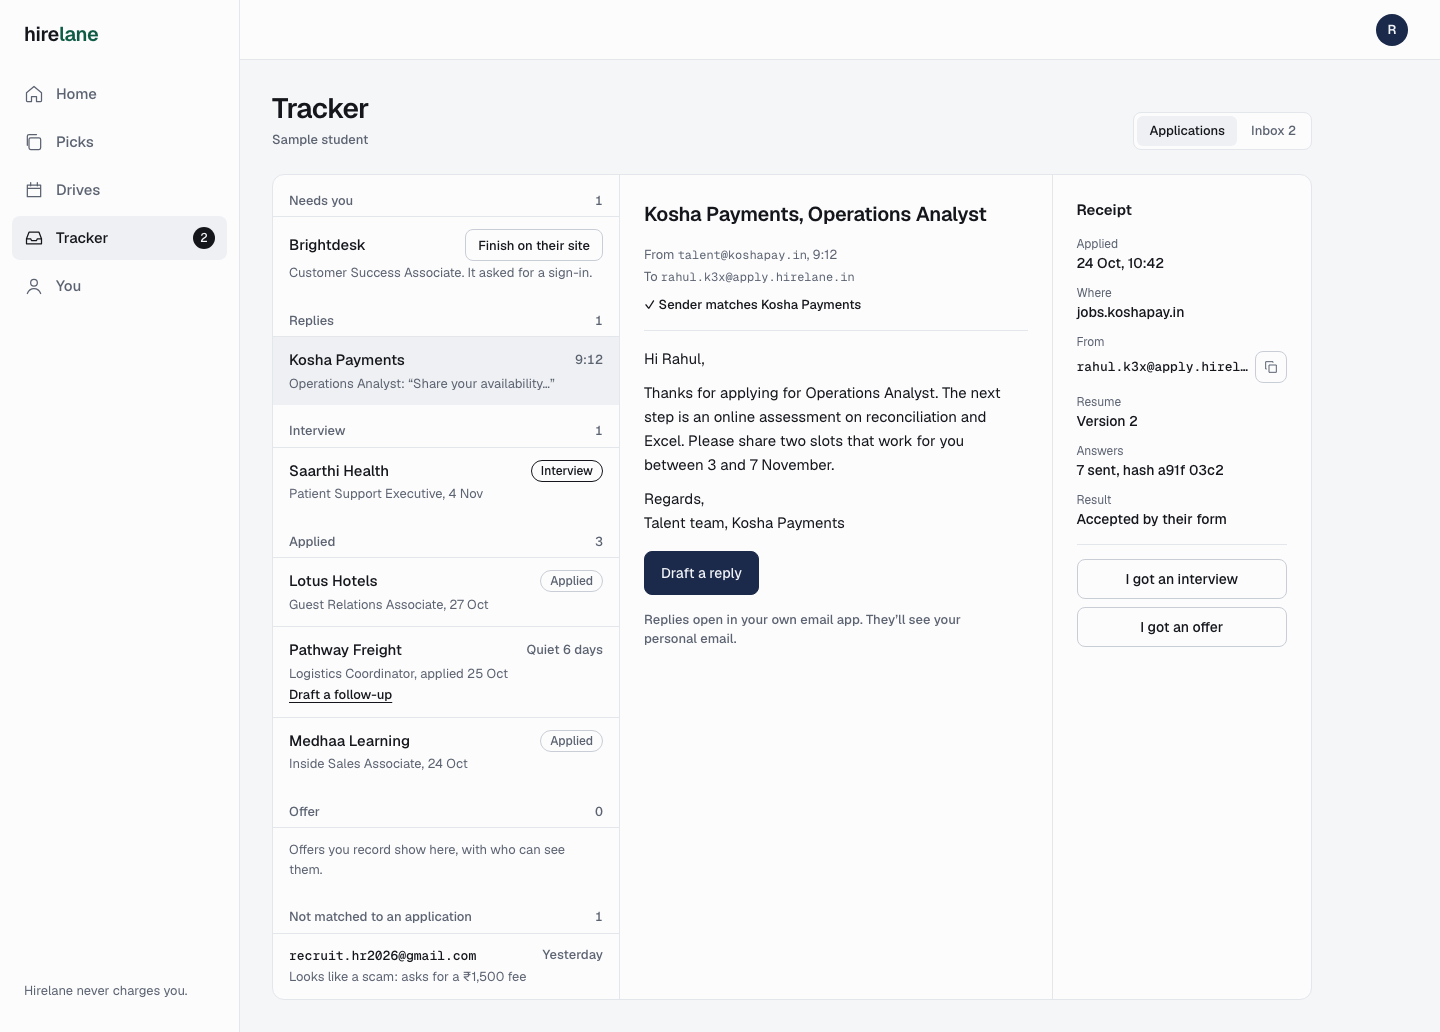 hirelane
R
Home
Picks
Drives
Tracker
2
You
Hirelane never charges you.
Tracker
Sample student
Applications
Inbox 2
Needs you 1
Brightdesk
Finish on their site
Customer Success Associate. It asked for a sign-in.
Replies 1
Kosha Payments 9:12
Operations Analyst: “Share your availability…”
Interview 1
Saarthi Health
Interview
Patient Support Executive, 4 Nov
Applied 3
Lotus Hotels
Applied
Guest Relations Associate, 27 Oct
Pathway Freight Quiet 6 days
Logistics Coordinator, applied 25 Oct
Draft a follow-up
Medhaa Learning
Applied
Inside Sales Associate, 24 Oct
Offer 0
Offers you record show here, with who can see
them.
Not matched to an application 1
recruit.hr2026@gmail.com Yesterday
Looks like a scam: asks for a ₹1,500 fee
Kosha Payments, Operations Analyst
From talent@koshapay.in, 9:12
To rahul.k3x@apply.hirelane.in
✓ Sender matches Kosha Payments
Hi Rahul,
Thanks for applying for Operations Analyst. The next
step is an online assessment on reconciliation and
Excel. Please share two slots that work for you
between 3 and 7 November.
Regards,
Talent team, Kosha Payments
Draft a reply
Replies open in your own email app. They’ll see your
personal email.
Receipt
Applied
24 Oct, 10:42
Where
jobs.koshapay.in
From
rahul.k3x@apply.hirel…
Resume
Version 2
Answers
7 sent, hash a91f 03c2
Result
Accepted by their form
I got an interview
I got an offer